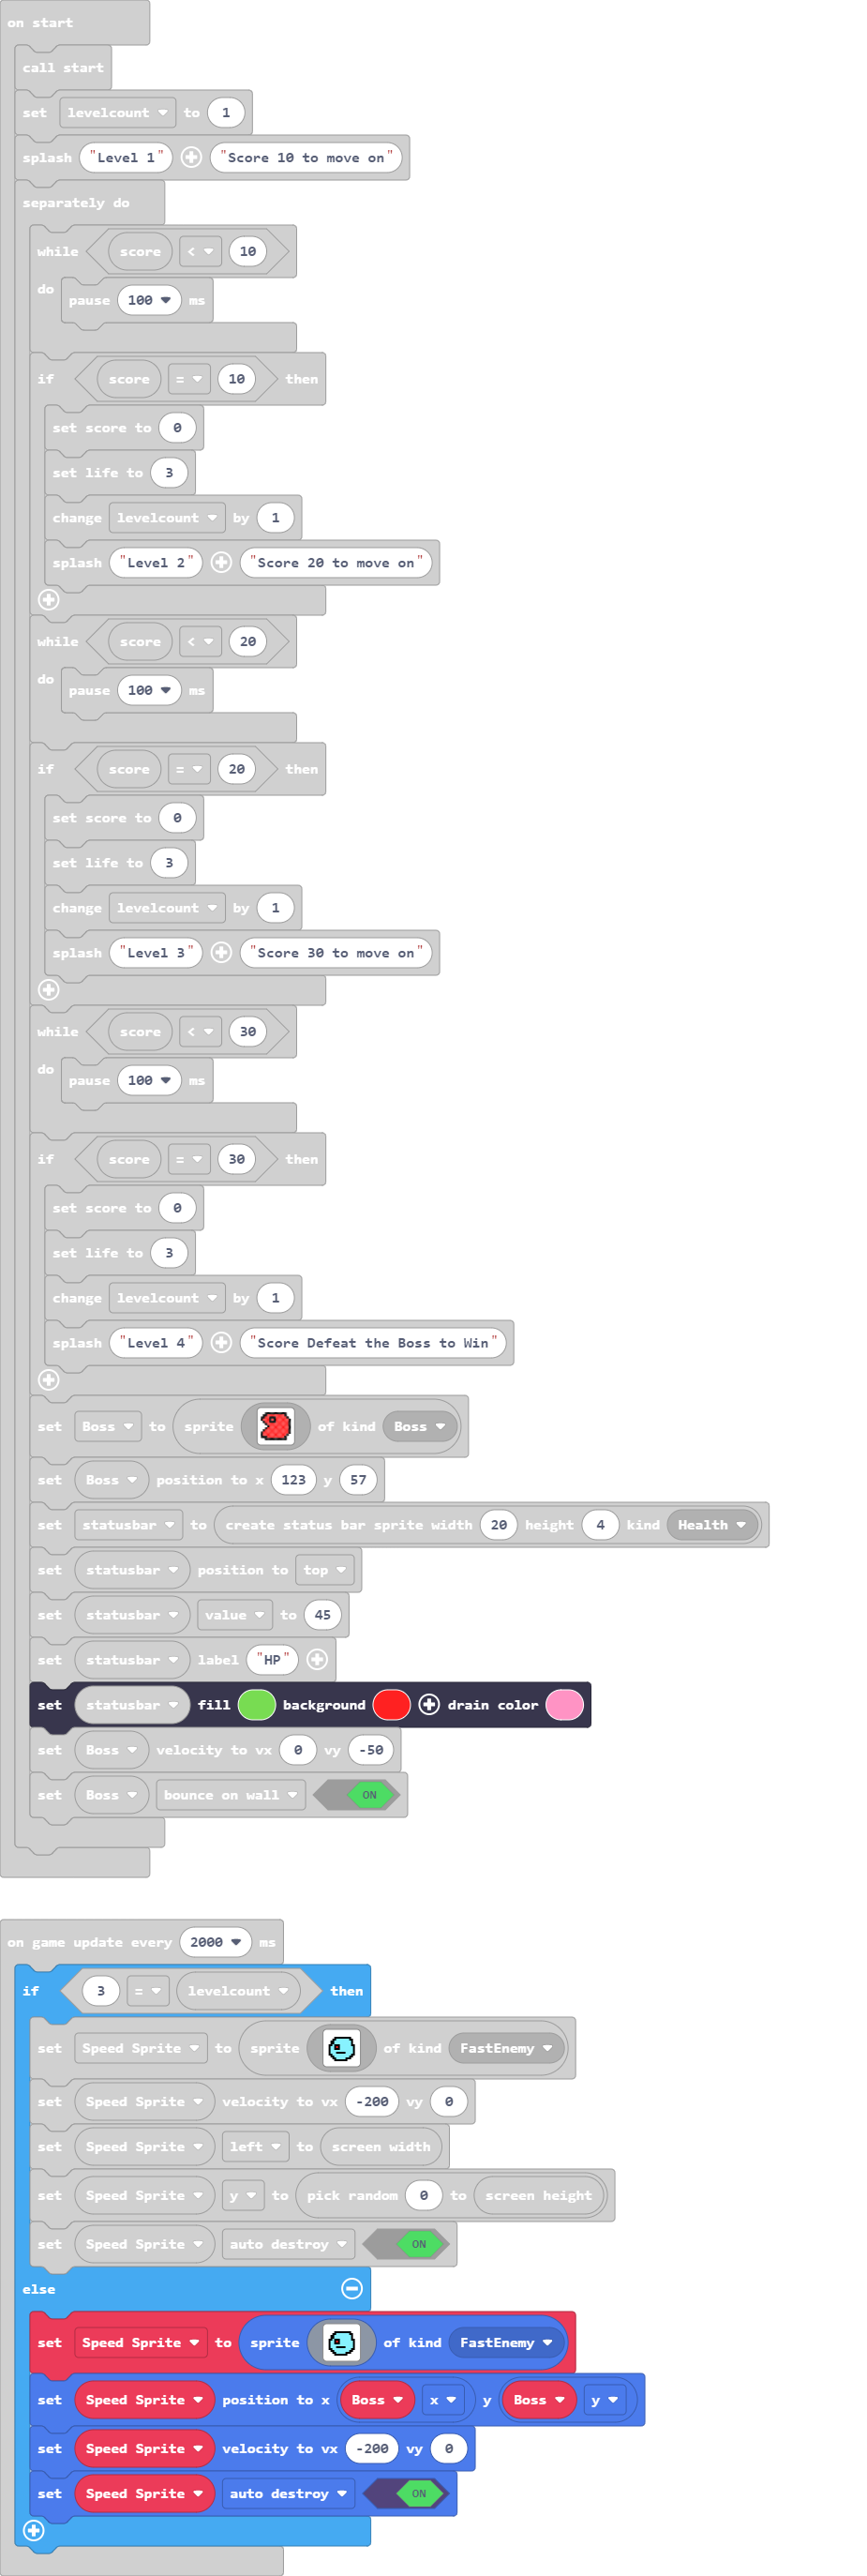 on start
call start
set levelcount to 1
splash "Level 1" "Score 10 to move on"
separately do
while score < 10
do pause 100 ms
if score = 10 then
set score to 0
set life to 3
change levelcount by 1
splash "Level 2" "Score 20 to move on"
while score < 20
do pause 100 ms
if score = 20 then
set score to 0
set life to 3
change levelcount by 1
splash "Level 3" "Score 30 to move on"
while score < 30
do pause 100 ms
if score = 30 then
set score to 0
set life to 3
change levelcount by 1
splash "Level 4" "Score Defeat the Boss to Win"
set Boss to sprite of kind Boss
set Boss position to x 123 y 57
set statusbar to create status bar sprite width 20 height 4 kind Health
set statusbar position to top
set statusbar value to 45
set statusbar label "HP"
set statusbar fill background drain color
set Boss velocity to vx 0 vy -50
set Boss bounce on wall ON
on game update every 2000 ms
if 3 = levelcount then
set Speed Sprite to sprite of kind FastEnemy
set Speed Sprite velocity to vx -200 vy 0
set Speed Sprite left to screen width
set Speed Sprite y to pick random 0 to screen height
set Speed Sprite auto destroy ON
else
set Speed Sprite to sprite of kind FastEnemy
set Speed Sprite position to x Boss x y Boss y
set Speed Sprite velocity to vx -200 vy 0
set Speed Sprite auto destroy ON